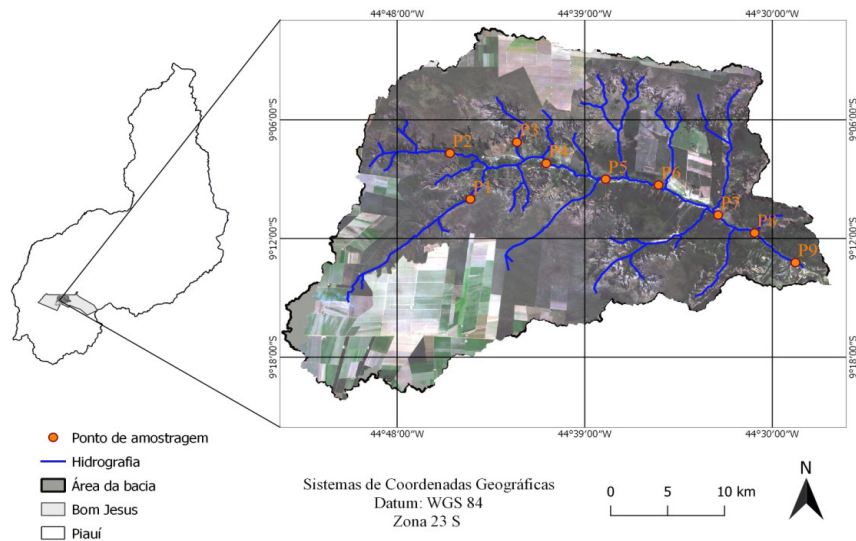 44°48'00"W 44°39'00"W 44°30'00"W
9°06'00"S 9°06'00"S
P2
P3
P4
P1
P5
P6
P7
P8
P9
9°12'00"S 9°12'00"S
9°18'00"S 9°18'00"S
44°48'00"W 44°39'00"W 44°30'00"W
Ponto de amostragem
Hidrografia
Área da bacia
Bom Jesus
Piauí
Sistemas de Coordenadas Geográficas
Datum: WGS 84
Zona 23 S
0 5 10 km
N